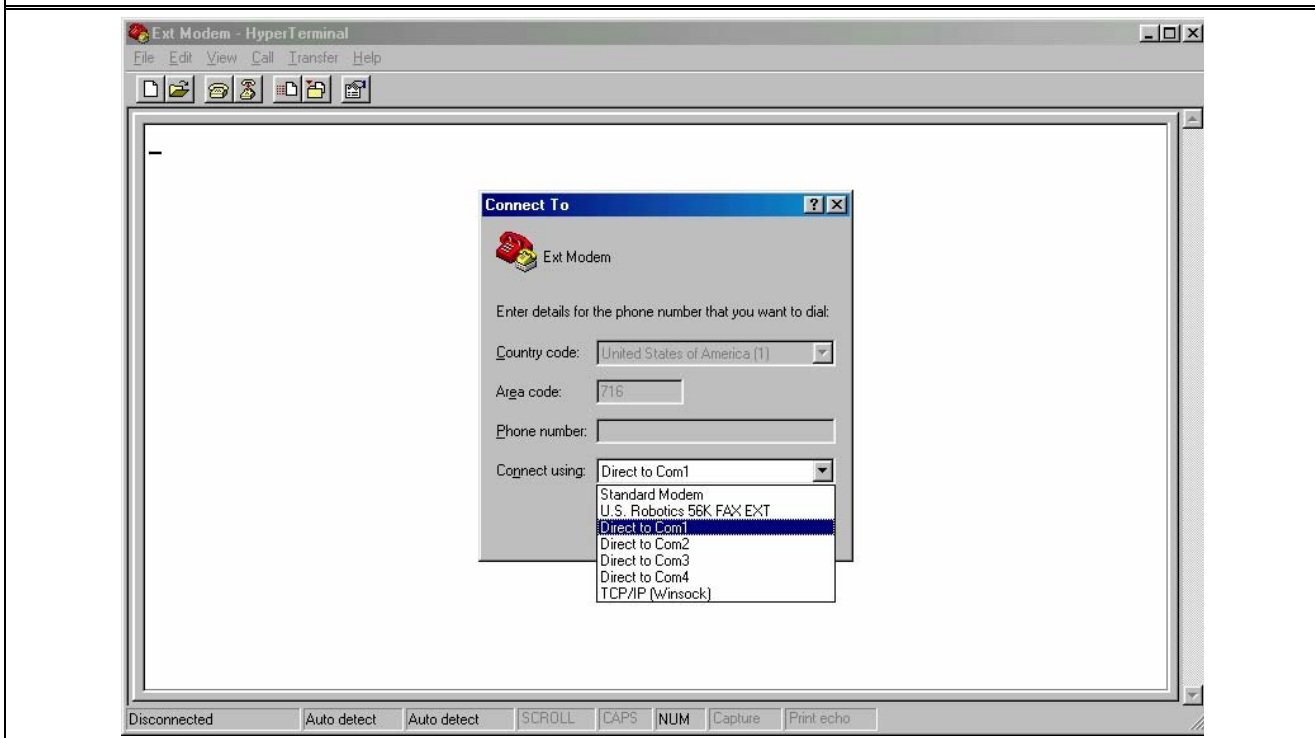 Ext Modem - HyperTerminal
File Edit View Call Transfer Help
Connect To
Ext Modem
Enter details for the phone number that you want to dial:
Country code: United States of America (1)
Area code: 716
Phone number:
Connect using: Direct to Com1
Standard Modem
U.S. Robotics 56K FAX EXT
Direct to Com1
Direct to Com2
Direct to Com3
Direct to Com4
TCP/IP (Winsock)
Disconnected Auto detect Auto detect SCROLL CAPS NUM Capture Print echo